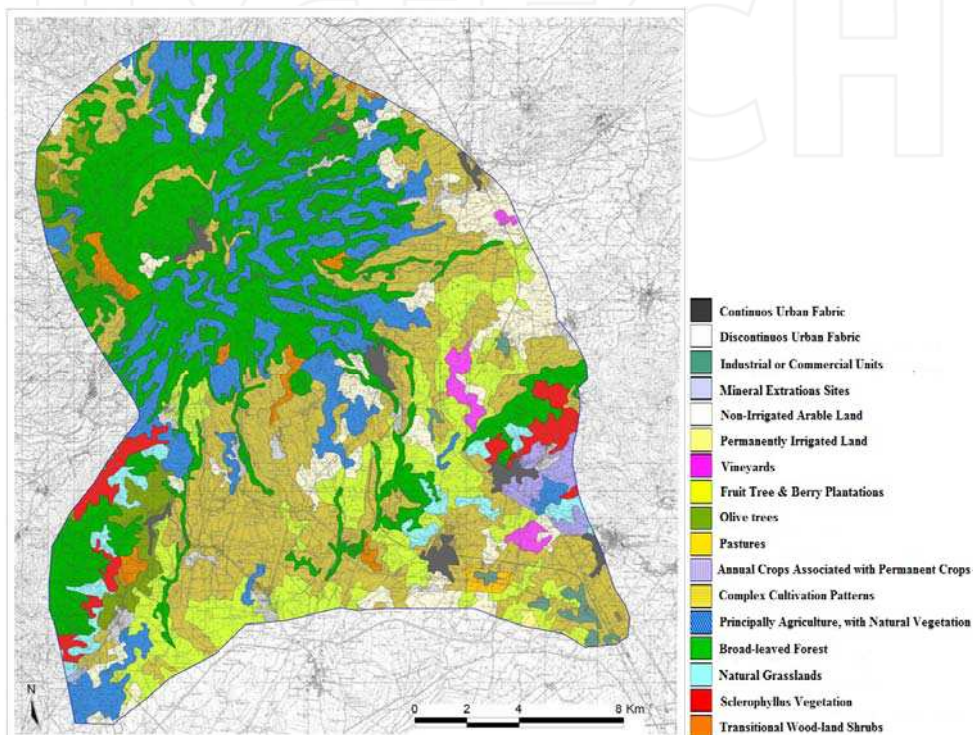 Continuos Urban Fabric
Discontinuos Urban Fabric
Industrial or Commercial Units
Mineral Extrations Sites
Non-Irrigated Arable Land
Permanently Irrigated Land
Vineyards
Fruit Tree & Berry Plantations
Olive trees
Pastures
Annual Crops Associated with Permanent Crops
Complex Cultivation Patterns
Principally Agriculture, with Natural Vegetation
Broad-leaved Forest
Natural Grasslands
Sclerophyllus Vegetation
Transitional Wood-land Shrubs
N
0 2 4 8 Km